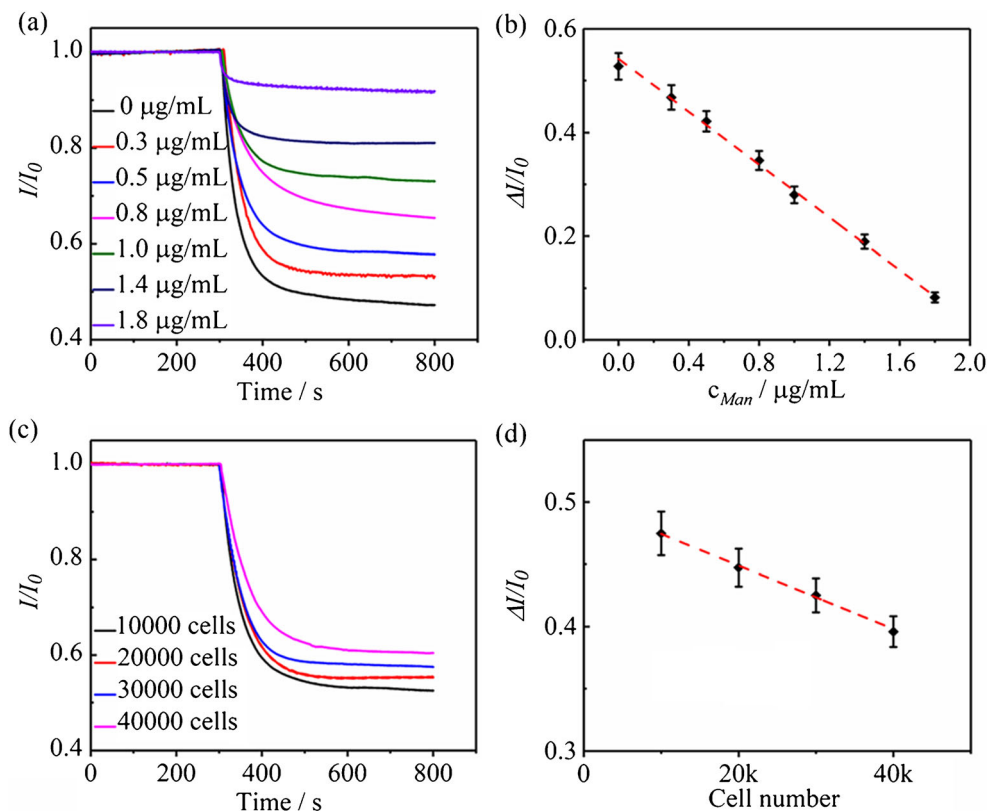 (a)
1.0
0.8
0.6
0.4
I/I0
0 μg/mL
0.3 μg/mL
0.5 μg/mL
0.8 μg/mL
1.0 μg/mL
1.4 μg/mL
1.8 μg/mL
0 200 400 600 800
Time / s
(b)
0.6
0.4
0.2
0.0
ΔI/I0
0.0 0.4 0.8 1.2 1.6 2.0
cMan / μg/mL
(c)
1.0
0.8
0.6
0.4
I/I0
10000 cells
20000 cells
30000 cells
40000 cells
0 200 400 600 800
Time / s
(d)
0.5
0.4
0.3
ΔI/I0
0 20k 40k
Cell number